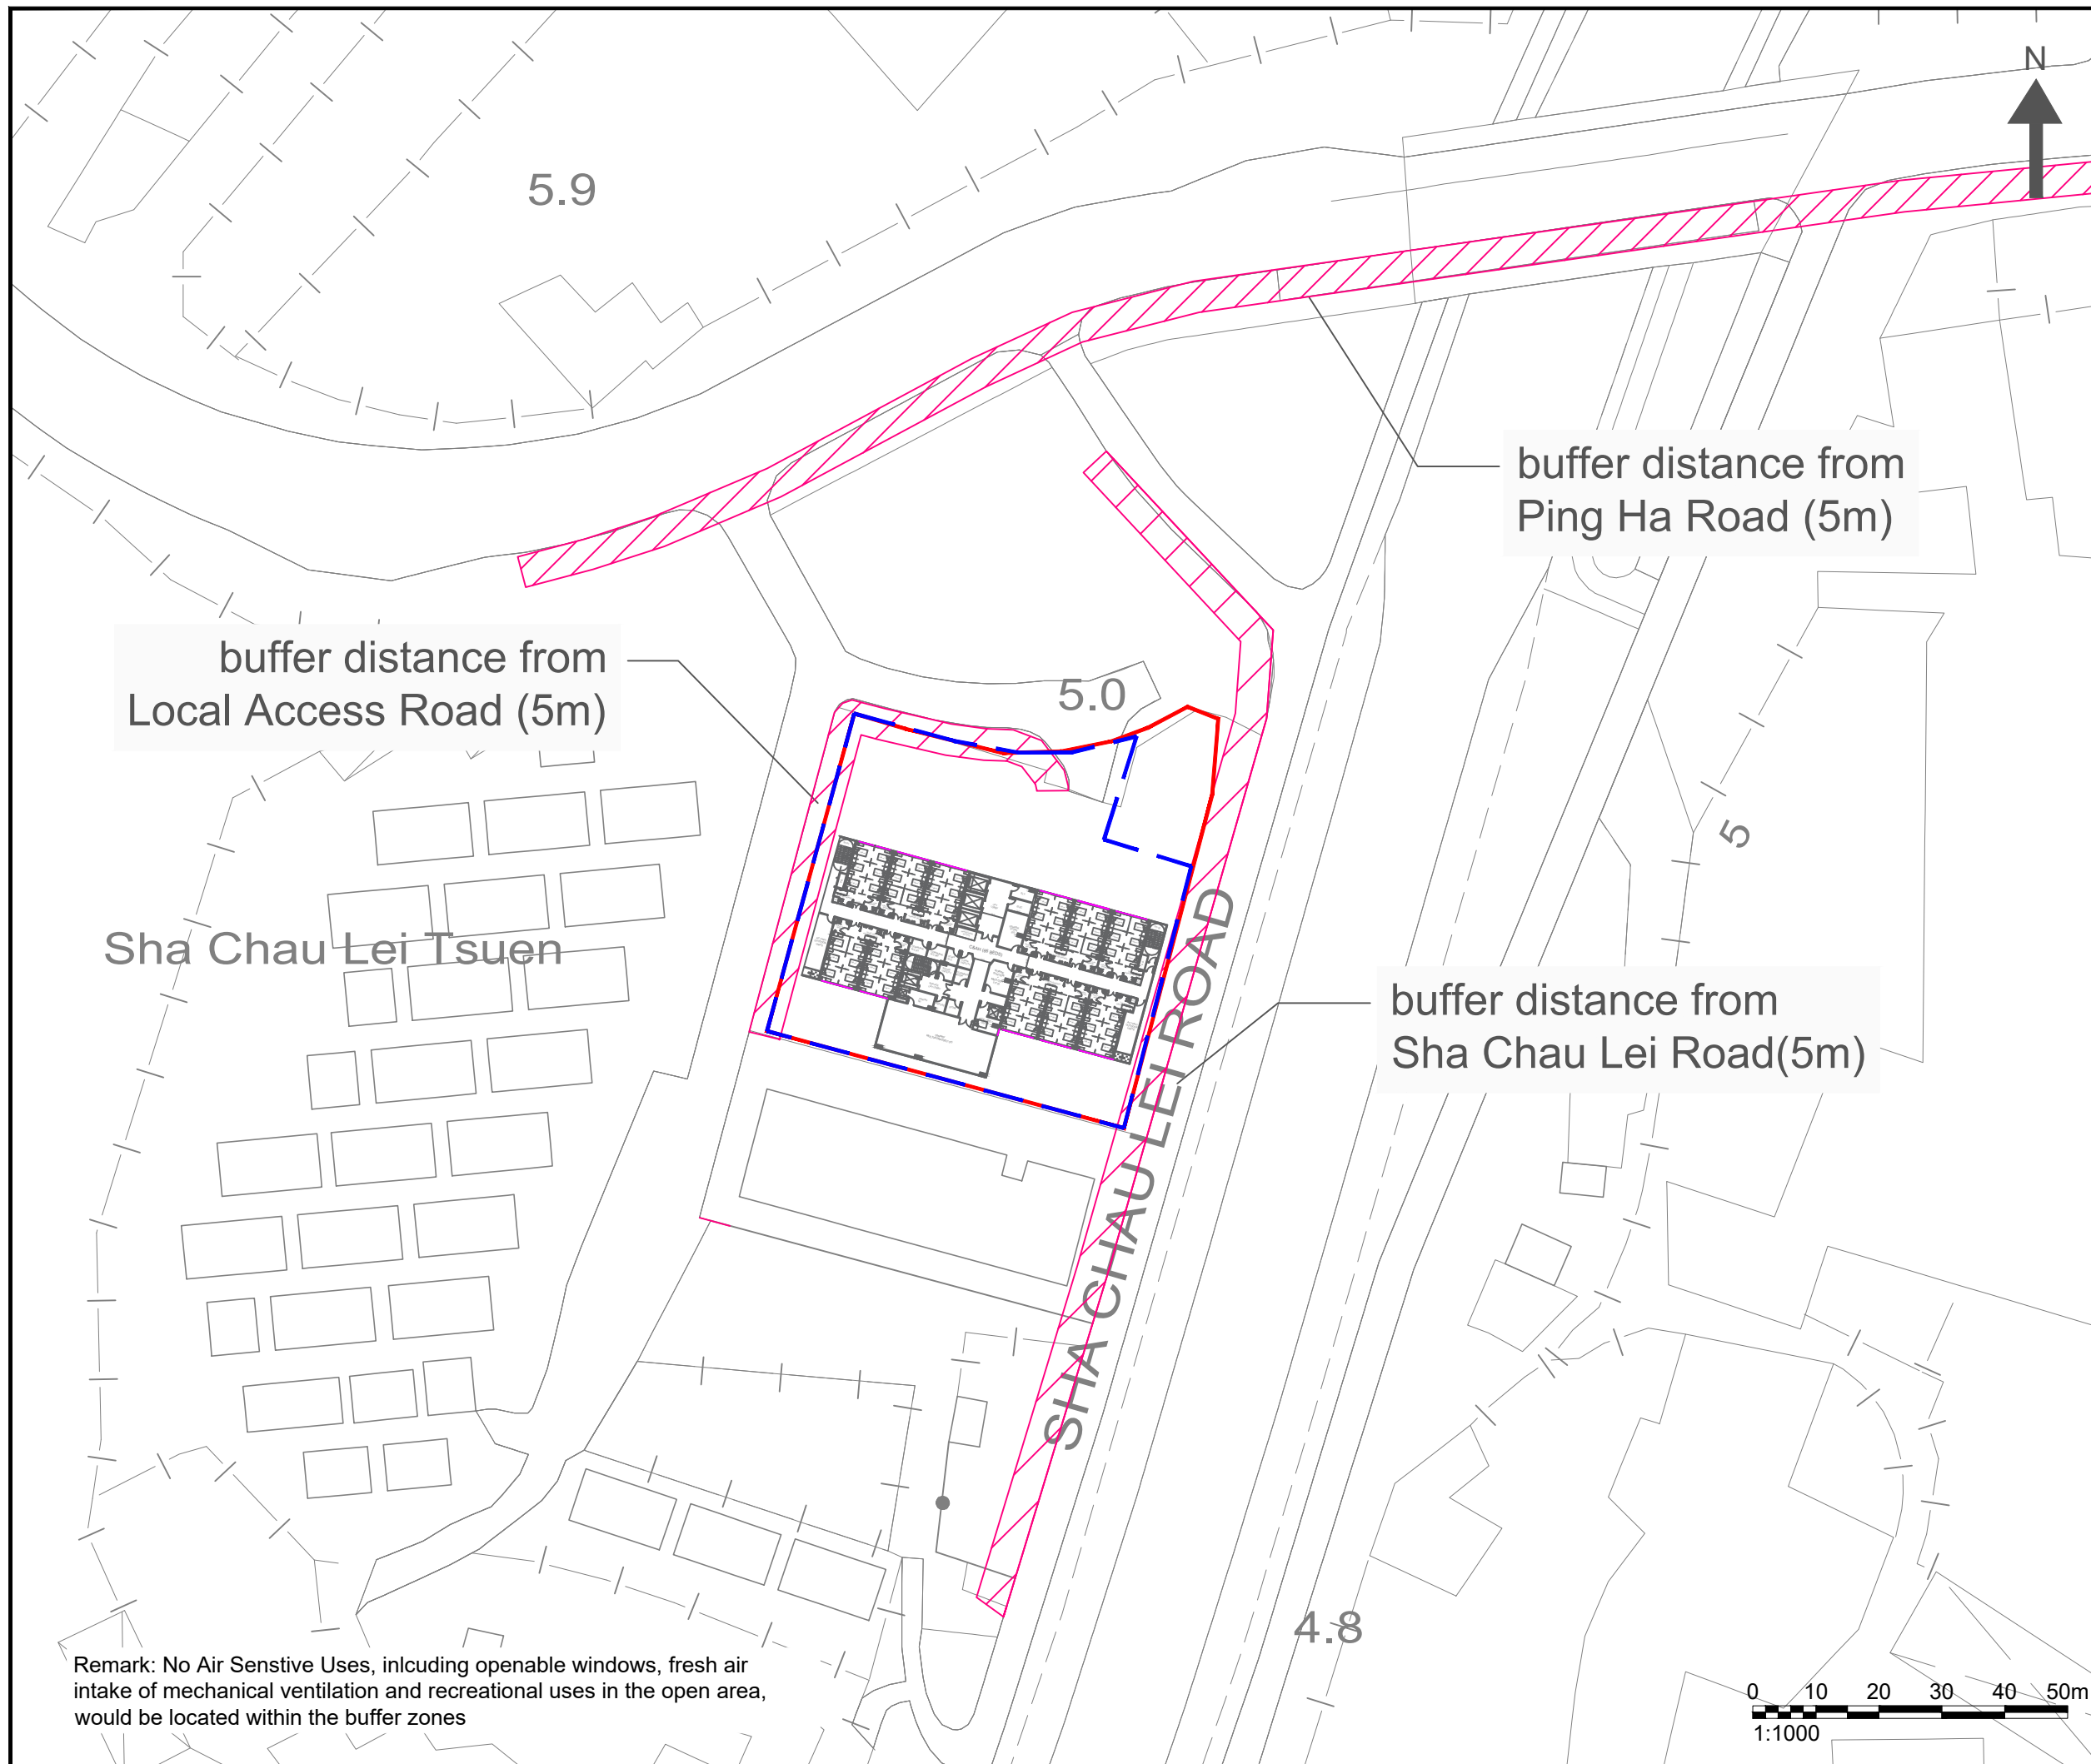 N
5.9
buffer distance from
Ping Ha Road (5m)
buffer distance from
Local Access Road (5m)
5.0
5
Sha Chau Lei Tsuen
SHA CHAU LEI ROAD
buffer distance from
Sha Chau Lei Road(5m)
4.8
Remark: No Air Senstive Uses, inlcuding openable windows, fresh air
intake of mechanical ventilation and recreational uses in the open area,
would be located within the buffer zones
0 10 20 30 40 50m
1:1000